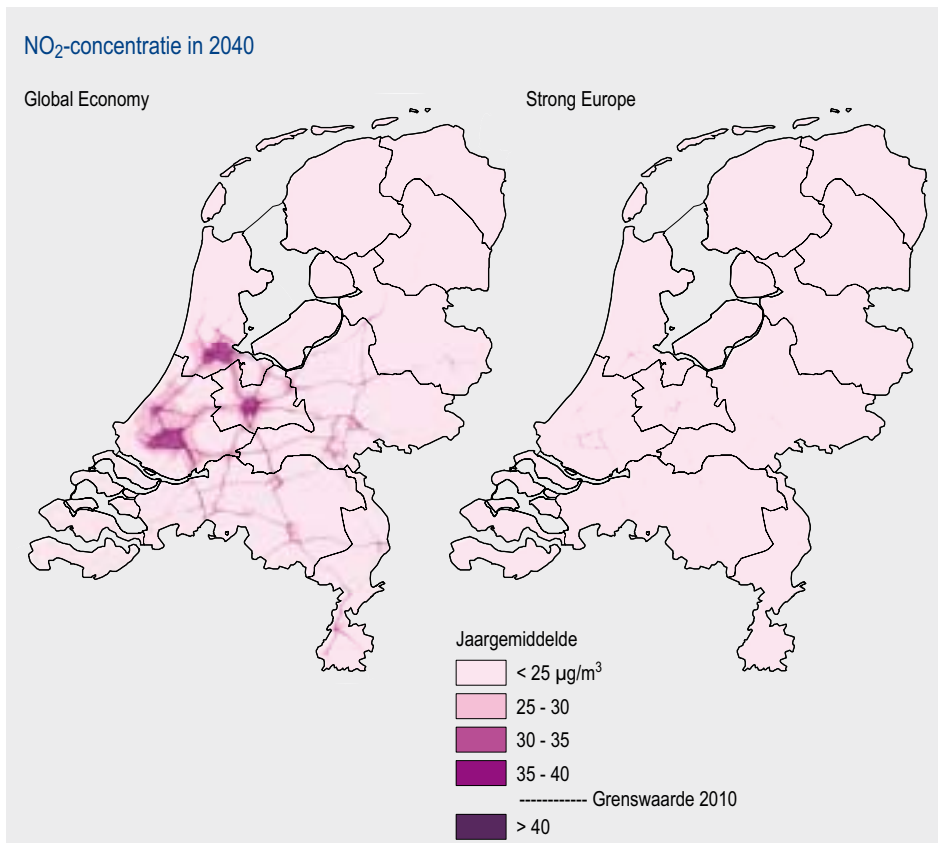 NO₂-concentratie in 2040
Global Economy
Strong Europe
Jaargemiddelde
< 25 µg/m³
25 - 30
30 - 35
35 - 40
------------ Grenswaarde 2010
> 40